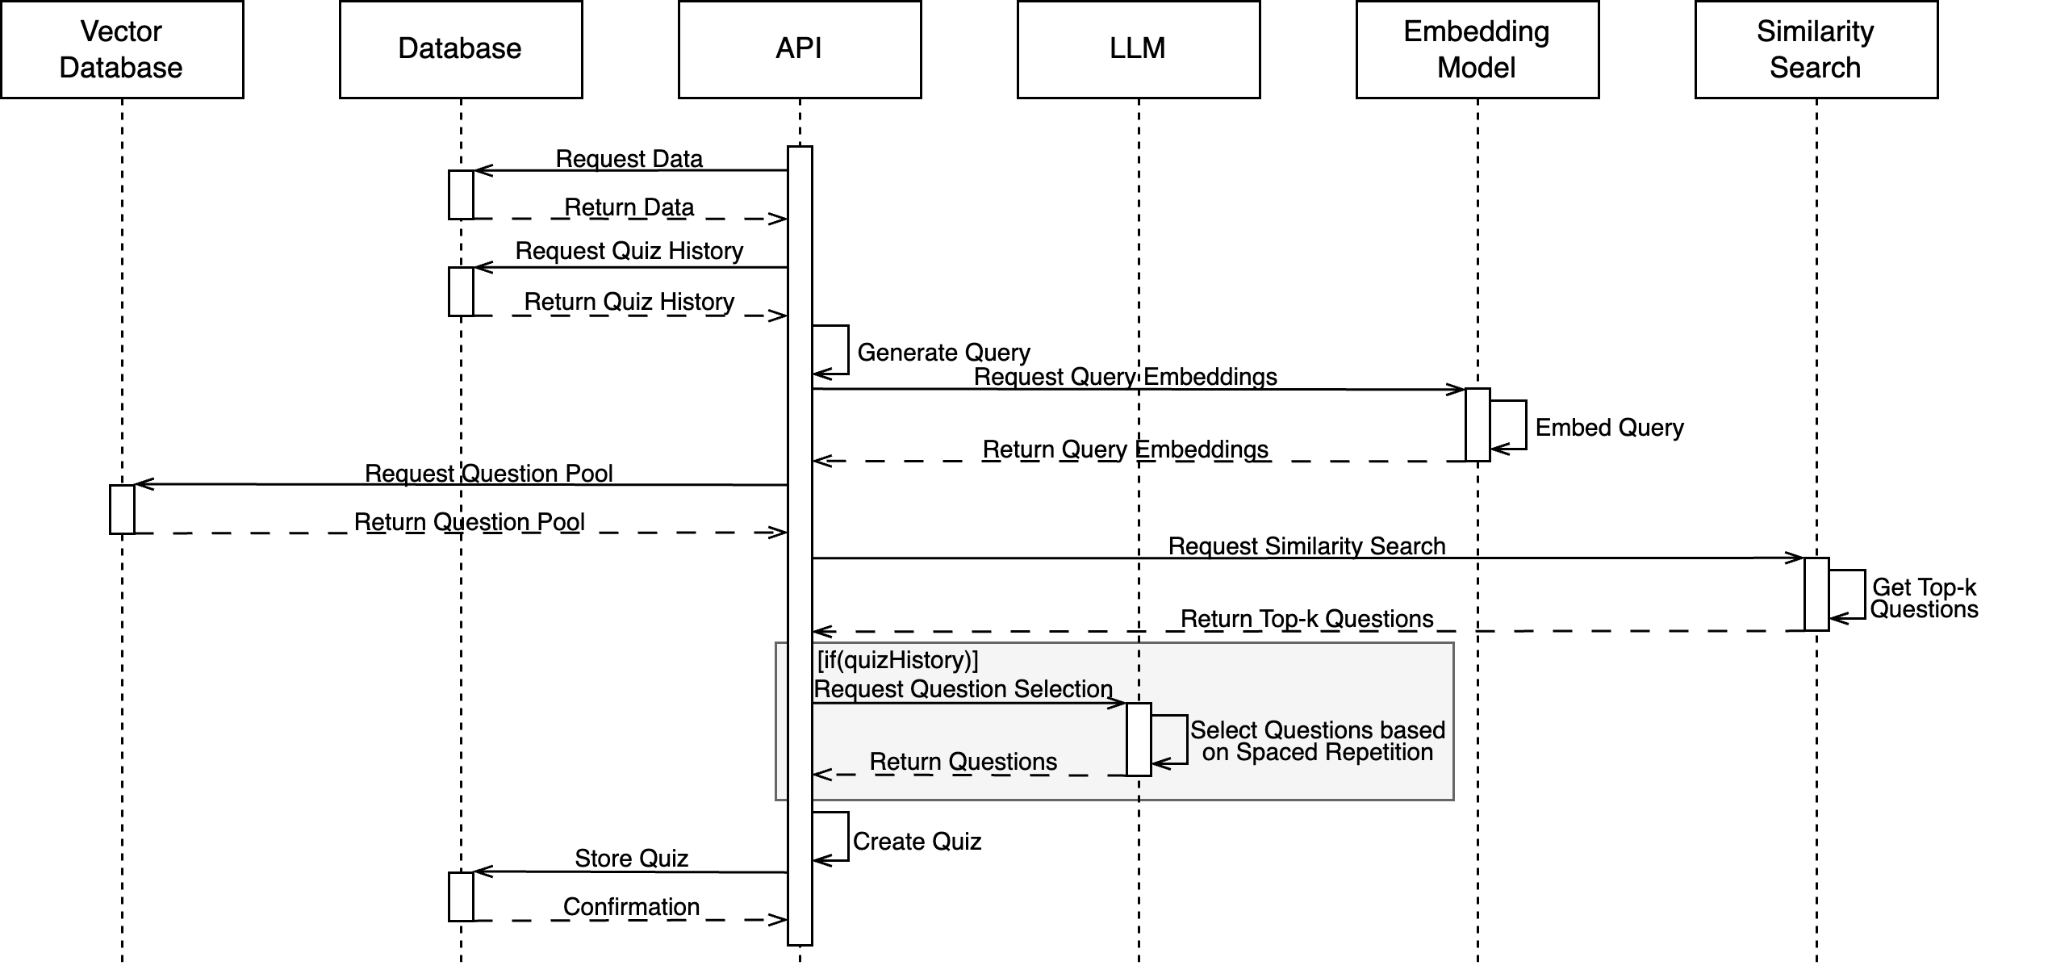 Vector
Database
Database
API
LLM
Embedding
Model
Similarity
Search
Request Data
Return Data
Request Quiz History
Return Quiz History
Generate Query
Request Query Embeddings
Embed Query
Return Query Embeddings
Request Question Pool
Return Question Pool
Request Similarity Search
Get Top-k
Questions
Return Top-k Questions
[if(quizHistory)]
Request Question Selection
Select Questions based
on Spaced Repetition
Return Questions
Create Quiz
Store Quiz
Confirmation